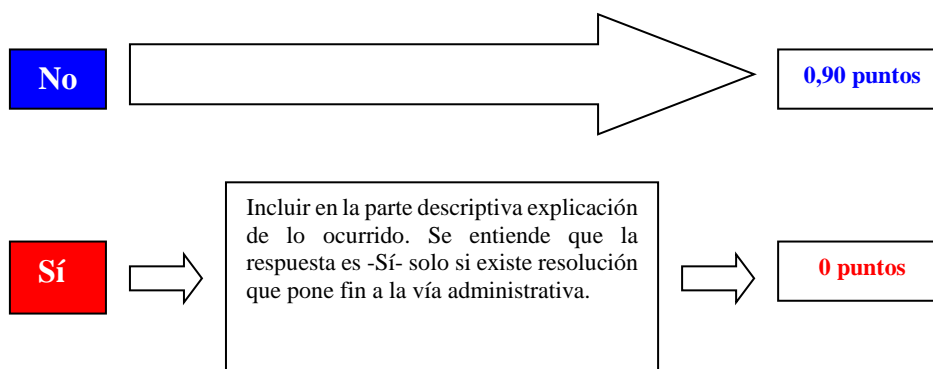 No
0,90 puntos
Incluir en la parte descriptiva explicación
de lo ocurrido. Se entiende que la
respuesta es -Sí- solo si existe resolución
que pone fin a la vía administrativa.
Sí
0 puntos